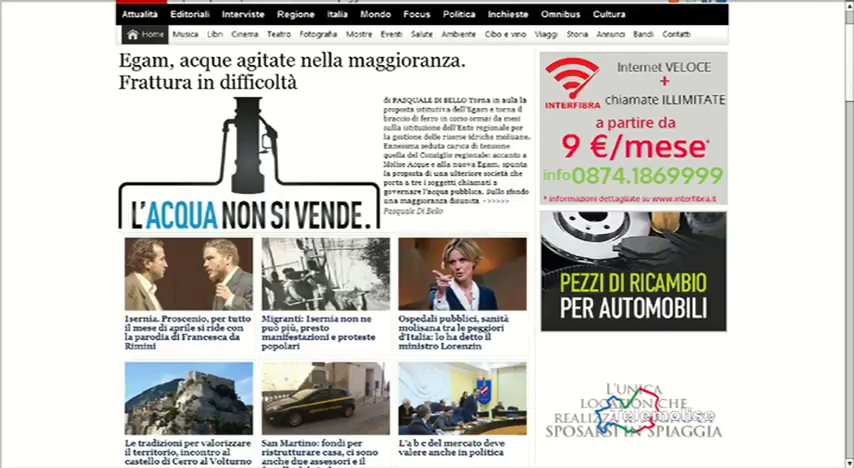 Attualità Editoriali Interviste Regione Italia Mondo Focus Politica Inchieste Omnibus Cultura
Home Musica Libri Cinema Teatro Fotografia Mostre Eventi Salute Ambiente Cibo e vino Viaggi Storia Annunci Bandi Contatti
Egam, acque agitate nella maggioranza.
Frattura in difficoltà
di PASQUALE DI BELLO Torna in aula la
proposta istitutiva dell'Egam e torna il
braccio di ferro in corso ormai da mesi
sulla istituzione dell'Ente regionale per
la gestione delle risorse idriche molisane.
Ennesima seduta carica di tensione
quella del Consiglio regionale: accanto a
Molise Acque e alla nuova Egam, spunta
la proposta di una ulteriore società che
porta a tre i soggetti chiamati a
governare l'acqua pubblica. Sullo sfondo
una maggioranza disunita ->>>>>
Pasquale Di Bello
L'ACQUA NON SI VENDE.
Isernia. Proscenio, per tutto
il mese di aprile si ride con
la parodia di Francesca da
Rimini
Migranti: Isernia non ne
può più, presto
manifestazioni e proteste
popolari
Ospedali pubblici, sanità
molisana tra le peggiori
d'Italia: lo ha detto il
ministro Lorenzin
Le tradizioni per valorizzare
il territorio, incontro al
castello di Cerro al Volturno
San Martino: fondi per
ristrutturare casa, ci sono
anche due assessori e il
L'a b c del mercato deve
valere anche in politica
INTERFIBRA
Internet VELOCE
+
chiamate ILLIMITATE
a partire da
9 €/mese*
info 0874.1869999
* informazioni dettagliate su www.interfibra.it
PEZZI DI RICAMBIO
PER AUTOMOBILI
L'UNICA
LOCATION CHE
REALIZZA
Telemolise
SPOSARSI IN SPIAGGIA